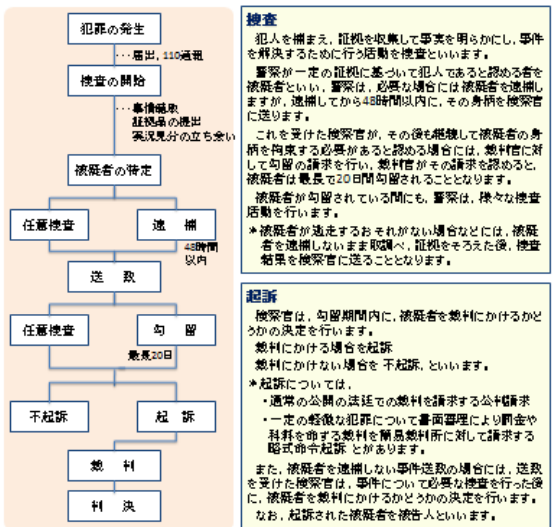 犯罪の発生
・・・届出，110通報
捜査の開始
・・・事情聴取
証拠品の提出
実況見分の立ち会い
被疑者の特定
任意捜査
逮　捕
48時間
以内
送　致
任意捜査
勾　留
最長20日
不起訴
起　訴
裁　判
判　決
捜査
犯人を捕まえ，証拠を収集して事実を明らかにし，事件
を解決するために行う活動を捜査といいます。
警察が一定の証拠に基づいて犯人であると認める者を
被疑者といい，警察は，必要な場合には被疑者を逮捕し
ますが，逮捕してから48時間以内に，その身柄を検察官
に送ります。
これを受けた検察官が，その後も継続して被疑者の身
柄を拘束する必要があると認める場合には，裁判官に対
して勾留の請求を行い，裁判官がその請求を認めると，
被疑者は最長で20日間勾留されることとなります。
被疑者が勾留されている間にも，警察は，様々な捜査
活動を行います。
＊被疑者が逃走するおそれがない場合などには，被疑
者を逮捕しないまま取調べ，証拠をそろえた後，捜査
結果を検察官に送ることとなります。
起訴
検察官は，勾留期間内に，被疑者を裁判にかけるかど
うかの決定を行います。
裁判にかける場合を起訴
裁判にかけない場合を 不起訴，といいます。
＊起訴については，
・通常の公開の法廷での裁判を請求する公判請求
・一定の軽微な犯罪について書面審理により罰金や
科料を命ずる裁判を簡易裁判所に対して請求する
略式命令起訴 とがあります。
また，被疑者を逮捕しない事件送致の場合には，送致
を受けた検察官は，事件について必要な捜査を行った後
に，被疑者を裁判にかけるかどうかの決定を行います。
なお，起訴された被疑者を被告人といいます。